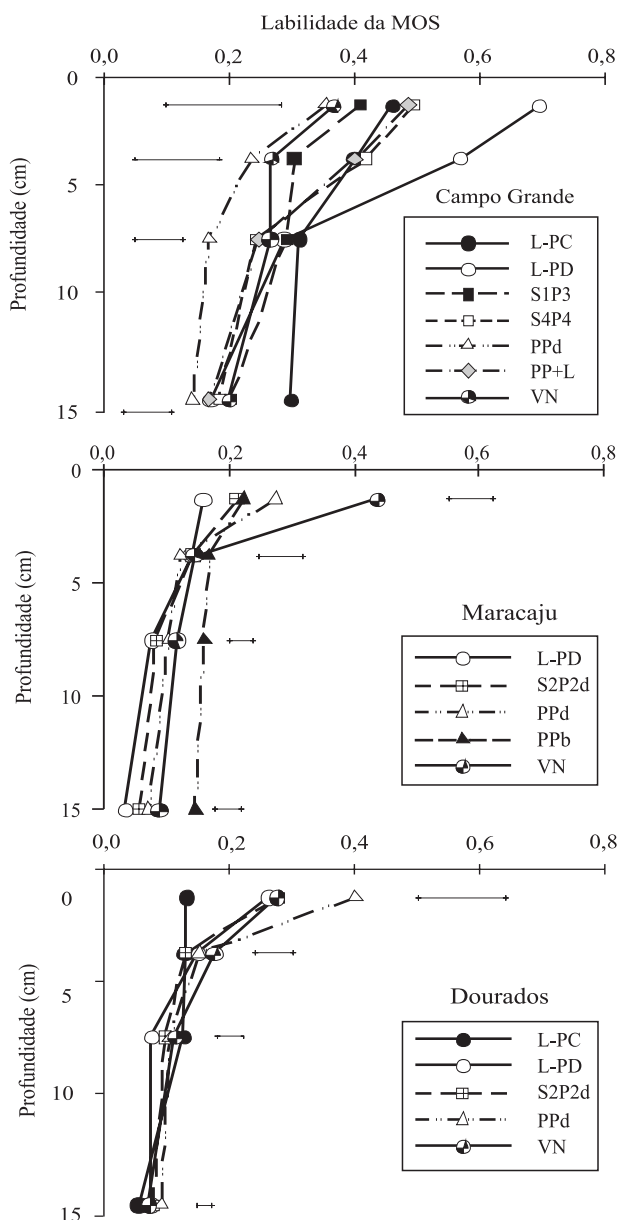 Labilidade da MOS
0,0 0,2 0,4 0,6 0,8
0
5
10
15
Profundidade (cm)
Campo Grande
L-PC
L-PD
S1P3
S4P4
PPd
PP+L
VN
0,0 0,2 0,4 0,6 0,8
0
5
10
15
Profundidade (cm)
Maracaju
L-PD
S2P2d
PPd
PPb
VN
0,0 0,2 0,4 0,6 0,8
0
5
10
15
Profundidade (cm)
Dourados
L-PC
L-PD
S2P2d
PPd
VN